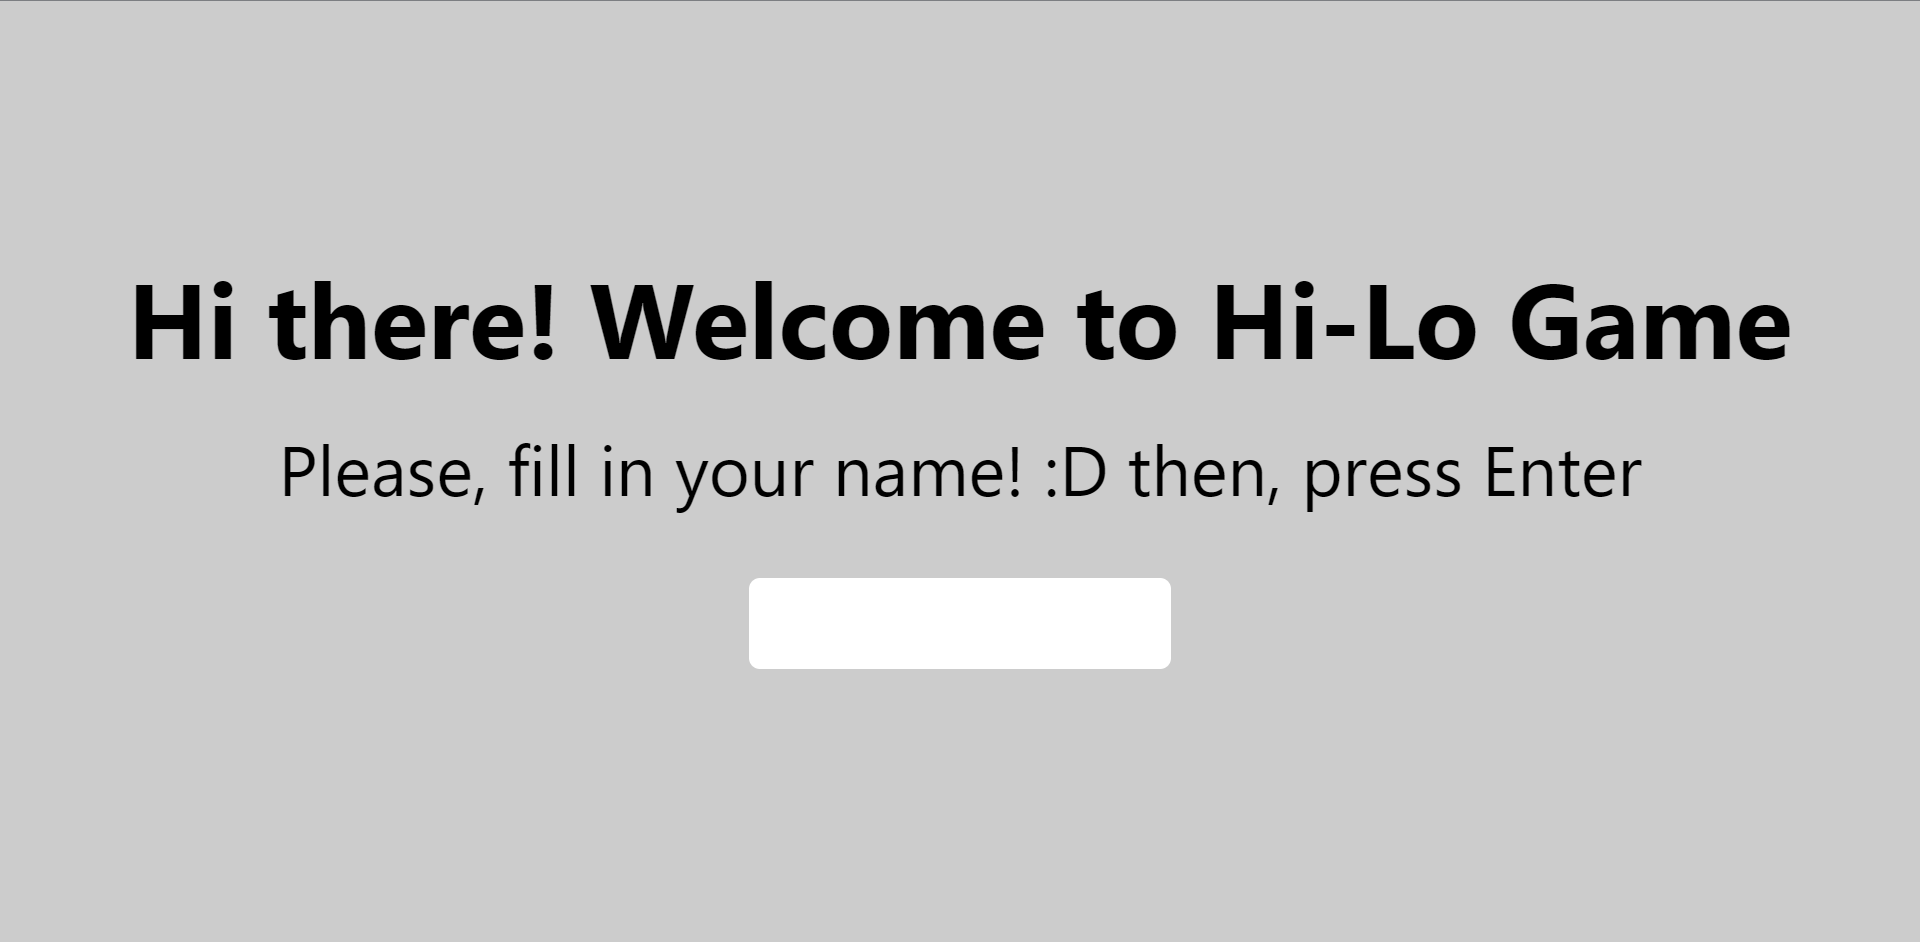 Hi there! Welcome to Hi-Lo Game
Please, fill in your name! :D then, press Enter